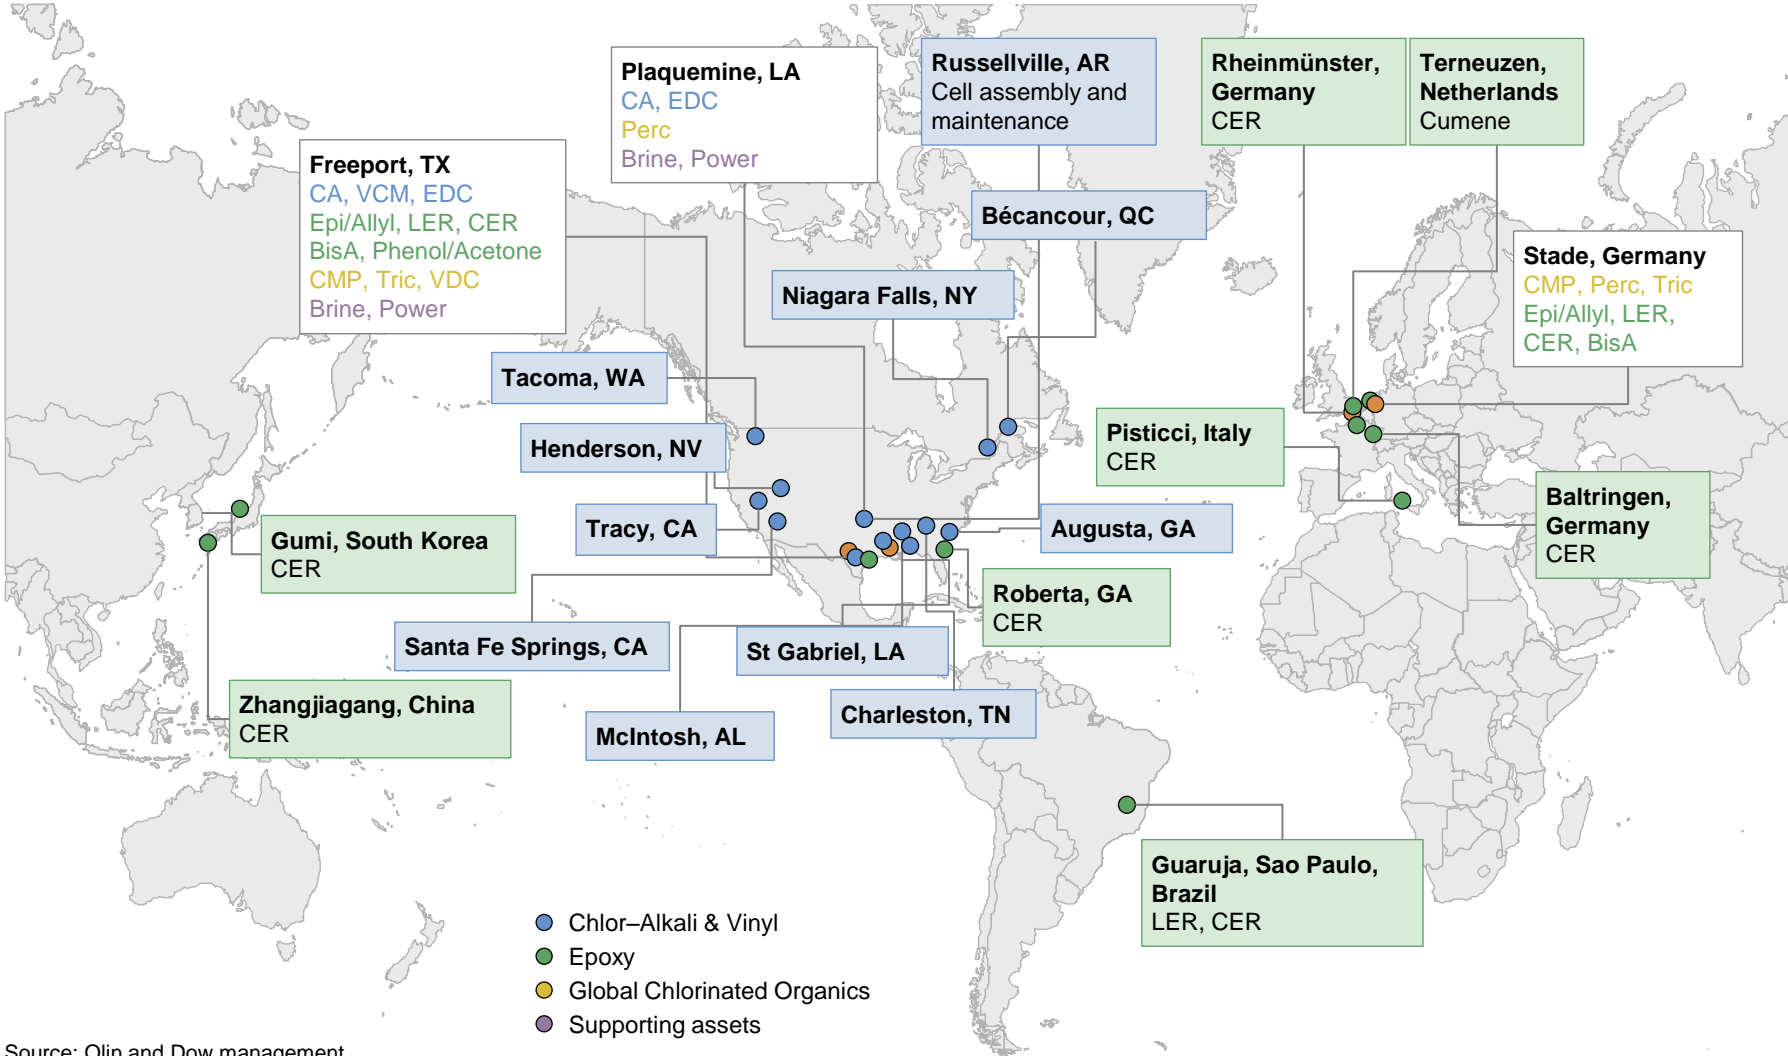 Plaquemine, LA
CA, EDC
Perc
Brine, Power
Russellville, AR
Cell assembly and
maintenance
Rheinmünster,
Germany
CER
Terneuzen,
Netherlands
Cumene
Freeport, TX
CA, VCM, EDC
Epi/Allyl, LER, CER
BisA, Phenol/Acetone
CMP, Tric, VDC
Brine, Power
Bécancour, QC
Niagara Falls, NY
Stade, Germany
CMP, Perc, Tric
Epi/Allyl, LER,
CER, BisA
Tacoma, WA
Henderson, NV
Pisticci, Italy
CER
Tracy, CA
Augusta, GA
Baltringen,
Germany
CER
Gumi, South Korea
CER
Roberta, GA
CER
Santa Fe Springs, CA
St Gabriel, LA
Zhangjiagang, China
CER
McIntosh, AL
Charleston, TN
Guaruja, Sao Paulo,
Brazil
LER, CER
Chlor–Alkali & Vinyl
Epoxy
Global Chlorinated Organics
Supporting assets
Source: Olin and Dow management